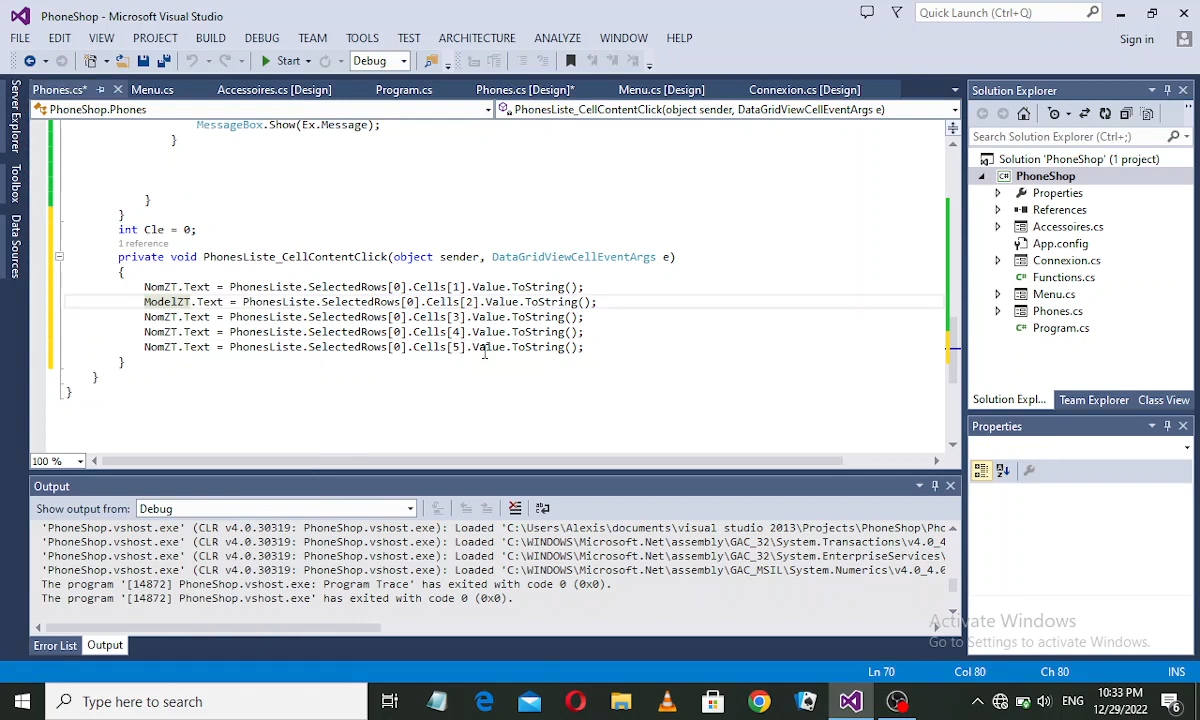 PhoneShop - Microsoft Visual Studio
Quick Launch (Ctrl+Q)
FILE EDIT VIEW PROJECT BUILD DEBUG TEAM TOOLS TEST ARCHITECTURE ANALYZE WINDOW HELP
Sign in
Start
Debug
Phones.cs*
Menu.cs
Accessoires.cs [Design]
Program.cs
Phones.cs [Design]*
Menu.cs [Design]
Connexion.cs [Design]
PhoneShop.Phones
PhonesListe_CellContentClick(object sender, DataGridViewCellEventArgs e)
MessageBox.Show(Ex.Message);
}
}
}
int Cle = 0;
1 reference
private void PhonesListe_CellContentClick(object sender, DataGridViewCellEventArgs e)
{
NomZT.Text = PhonesListe.SelectedRows[0].Cells[1].Value.ToString();
ModelZT.Text = PhonesListe.SelectedRows[0].Cells[2].Value.ToString();
NomZT.Text = PhonesListe.SelectedRows[0].Cells[3].Value.ToString();
NomZT.Text = PhonesListe.SelectedRows[0].Cells[4].Value.ToString();
NomZT.Text = PhonesListe.SelectedRows[0].Cells[5].Value.ToString();
}
}
}
100 %
Server Explorer
Toolbox
Data Sources
Solution Explorer
Search Solution Explorer (Ctrl+;)
Solution 'PhoneShop' (1 project)
C# PhoneShop
Properties
References
Accessoires.cs
App.config
Connexion.cs
C# Functions.cs
Menu.cs
Phones.cs
C# Program.cs
Solution Expl...
Team Explorer
Class View
Properties
Output
Show output from: Debug
'PhoneShop.vshost.exe' (CLR v4.0.30319: PhoneShop.vshost.exe): Loaded 'C:\Users\Alexis\documents\visual studio 2013\Projects\PhoneShop\Pho
'PhoneShop.vshost.exe' (CLR v4.0.30319: PhoneShop.vshost.exe): Loaded 'C:\WINDOWS\Microsoft.Net\assembly\GAC_32\System.Transactions\v4.0_4
'PhoneShop.vshost.exe' (CLR v4.0.30319: PhoneShop.vshost.exe): Loaded 'C:\WINDOWS\Microsoft.Net\assembly\GAC_32\System.EnterpriseServices\
'PhoneShop.vshost.exe' (CLR v4.0.30319: PhoneShop.vshost.exe): Loaded 'C:\WINDOWS\Microsoft.Net\assembly\GAC_MSIL\System.Numerics\v4.0_4.0
The program '[14872] PhoneShop.vshost.exe: Program Trace' has exited with code 0 (0x0).
The program '[14872] PhoneShop.vshost.exe' has exited with code 0 (0x0).
Error List
Output
Activate Windows
Go to Settings to activate Windows.
Ln 70
Col 80
Ch 80
INS
Type here to search
ENG
10:33 PM
12/29/2022
6